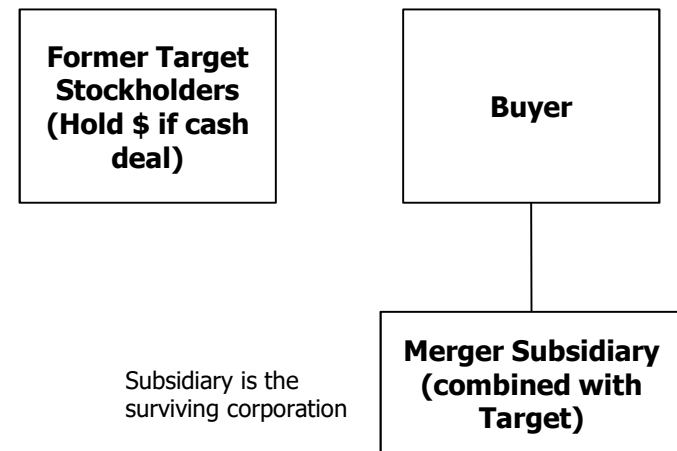 Former Target
Stockholders
(Hold $ if cash
deal)
Buyer
Subsidiary is the
surviving corporation
Merger Subsidiary
(combined with
Target)